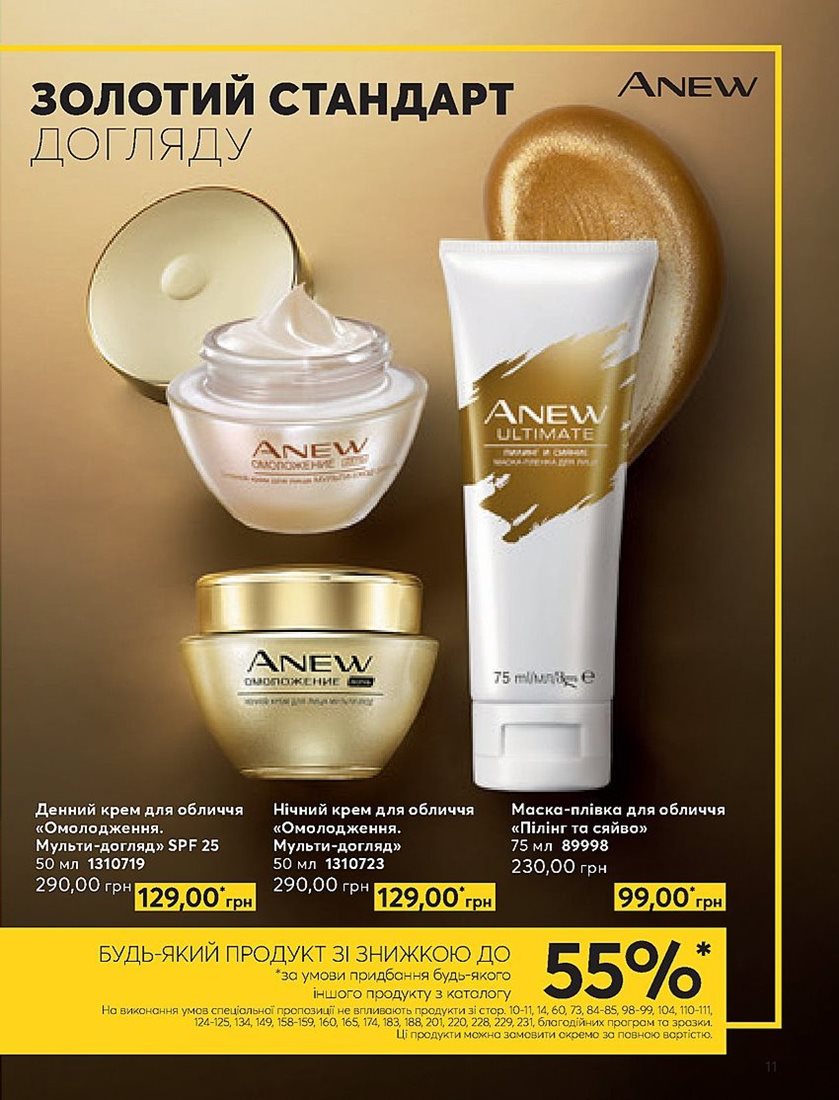 ЗОЛОТИЙ СТАНДАРТ
ДОГЛЯДУ
ANEW
ANEW
ОМОЛОЖЕНИЕ
ANEW
ULTIMATE
ПИЛИНГ И СИЯНИЕ
МАСКА-ПЛЕНКА ДЛЯ ЛИЦА
75 ml/мл/
ANEW
ОМОЛОЖЕНИЕ НОЧЬ
Денний крем для обличчя
«Омолодження.
Мульти-догляд» SPF 25
50 мл 1310719
290,00 грн
129,00* грн
Нічний крем для обличчя
«Омолодження.
Мульти-догляд»
50 мл 1310723
290,00 грн
129,00* грн
Маска-плівка для обличчя
«Пілінг та сяйво»
75 мл 89998
230,00 грн
99,00* грн
БУДЬ-ЯКИЙ ПРОДУКТ ЗІ ЗНИЖКОЮ ДО
55%*
*за умови придбання будь-якого
іншого продукту з каталогу
На виконання умов спеціальної пропозиції не впливають продукти зі стор. 10-11, 14, 60, 73, 84-85, 98-99, 104, 110-111,
124-125, 134, 149, 158-159, 160, 165, 174, 183, 188, 201, 220, 228, 229, 231, благодійних програм та зразки.
Ці продукти можна замовити окремо за повною вартістю.
11